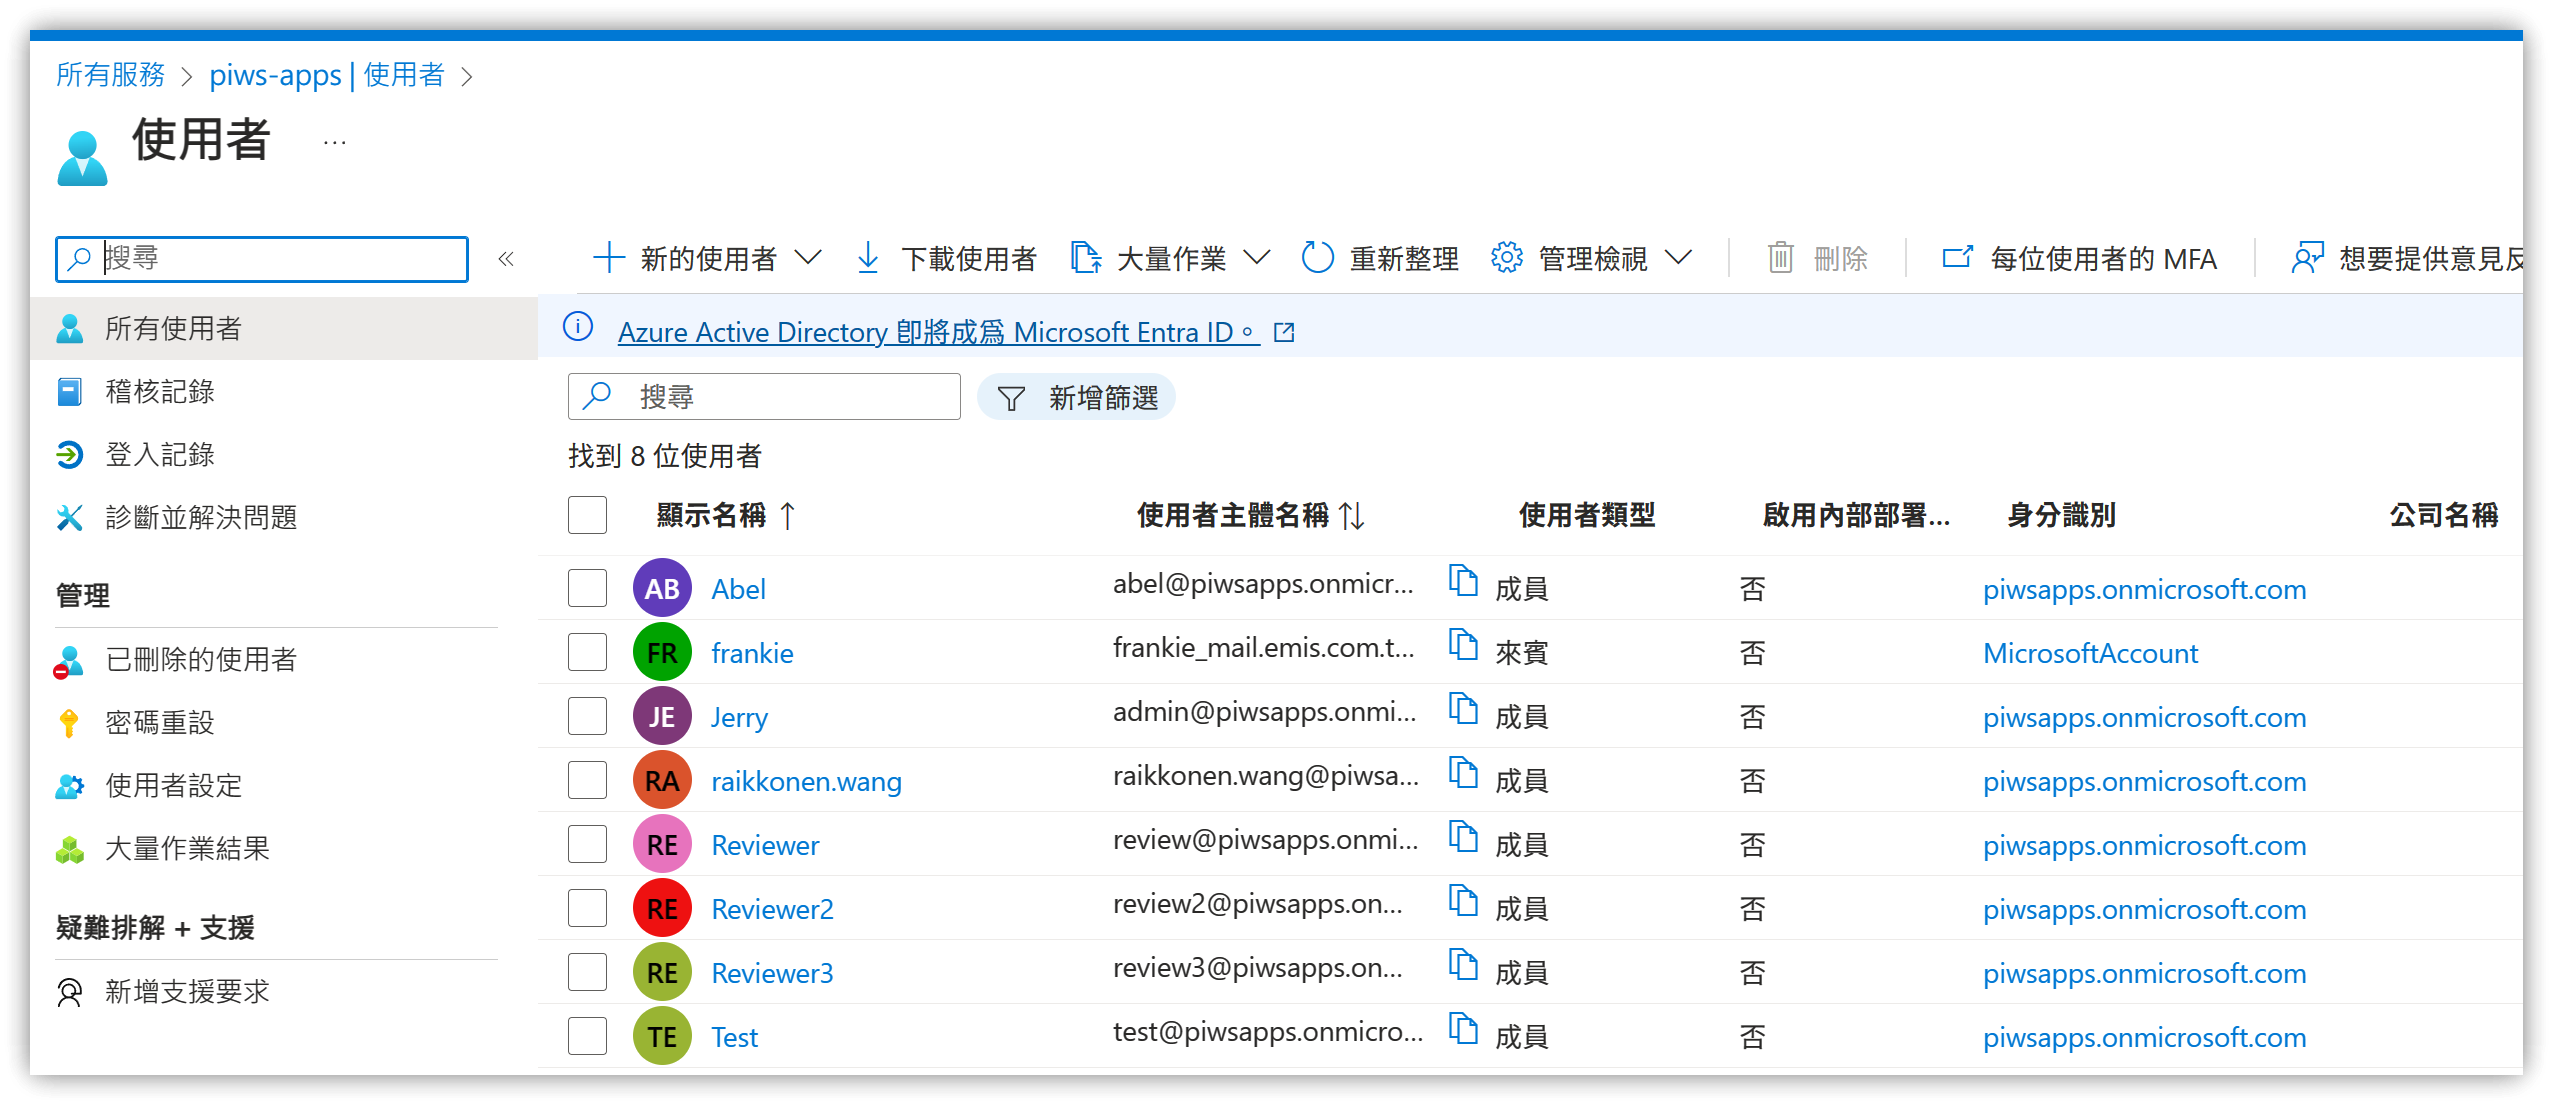 所有服務 > piws-apps | 使用者 >
使用者 ...
搜尋
所有使用者
稽核記錄
登入記錄
診斷並解決問題
管理
已刪除的使用者
密碼重設
使用者設定
大量作業結果
疑難排解 + 支援
新增支援要求
新的使用者 下載使用者 大量作業 重新整理 管理檢視 刪除 每位使用者的 MFA 想要提供意見反
Azure Active Directory 即將成為 Microsoft Entra ID。
搜尋 新增篩選
找到 8 位使用者
顯示名稱 ↑ 使用者主體名稱 ↑↓ 使用者類型 啟用內部部署... 身分識別 公司名稱
AB Abel abel@piwsapps.onmicr... 成員 否 piwsapps.onmicrosoft.com
FR frankie frankie_mail.emis.com.t... 來賓 否 MicrosoftAccount
JE Jerry admin@piwsapps.onmi... 成員 否 piwsapps.onmicrosoft.com
RA raikkonen.wang raikkonen.wang@piwsa... 成員 否 piwsapps.onmicrosoft.com
RE Reviewer review@piwsapps.onmi... 成員 否 piwsapps.onmicrosoft.com
RE Reviewer2 review2@piwsapps.on... 成員 否 piwsapps.onmicrosoft.com
RE Reviewer3 review3@piwsapps.on... 成員 否 piwsapps.onmicrosoft.com
TE Test test@piwsapps.onmicro... 成員 否 piwsapps.onmicrosoft.com